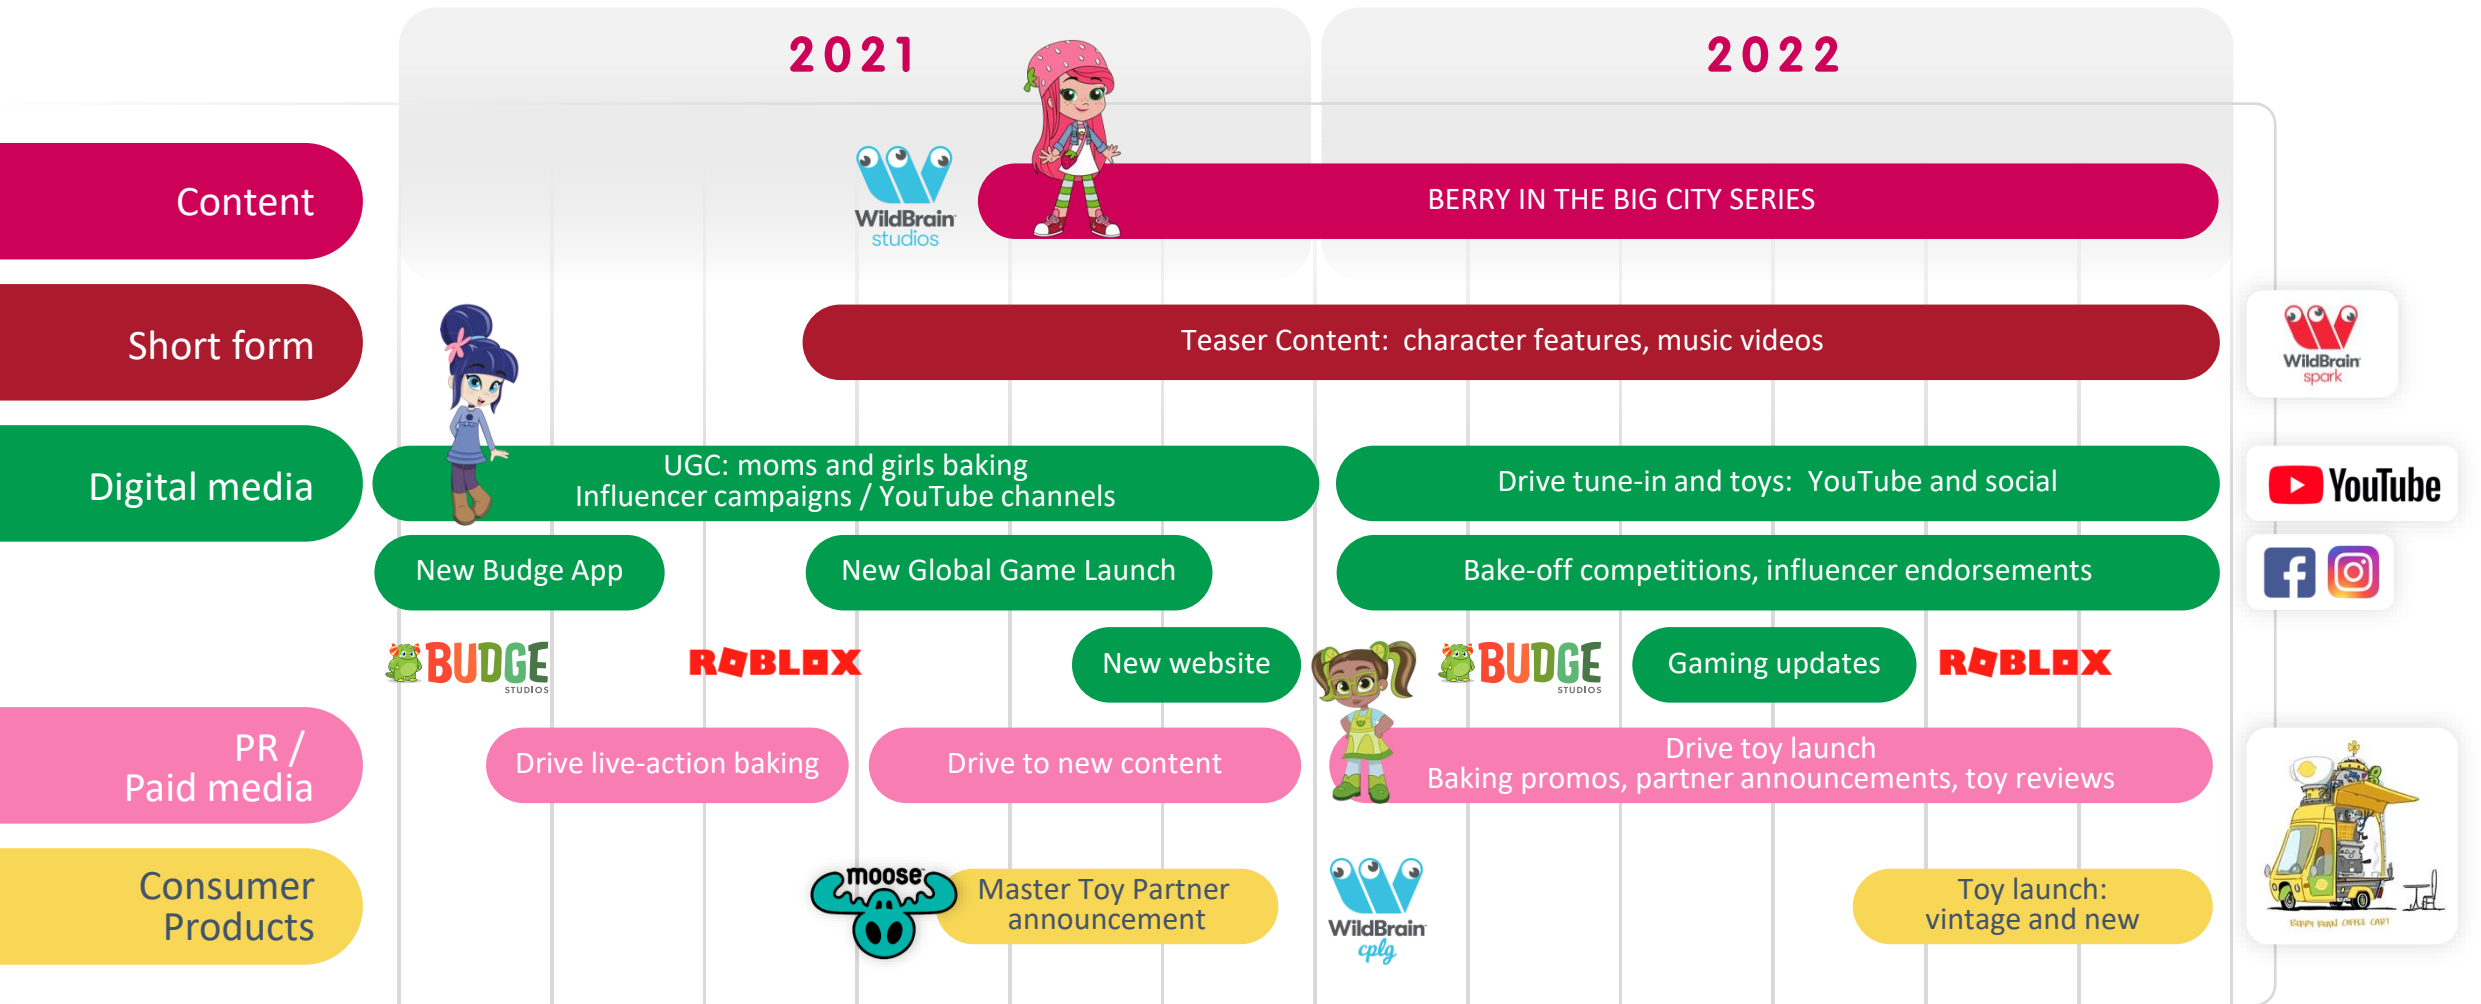 2021
2022
Content
WildBrain
studios
BERRY IN THE BIG CITY SERIES
Short form
Teaser Content: character features, music videos
WildBrain
spark
Digital media
UGC: moms and girls baking
Influencer campaigns / YouTube channels
Drive tune-in and toys: YouTube and social
YouTube
New Budge App
New Global Game Launch
Bake-off competitions, influencer endorsements
BUDGE
STUDIOS
ROBLOX
New website
BUDGE
STUDIOS
Gaming updates
ROBLOX
PR /
Paid media
Drive live-action baking
Drive to new content
Drive toy launch
Baking promos, partner announcements, toy reviews
Consumer
Products
moose
Master Toy Partner
announcement
WildBrain
cplg
Toy launch:
vintage and new
BERRY BEAN COFFEE CART